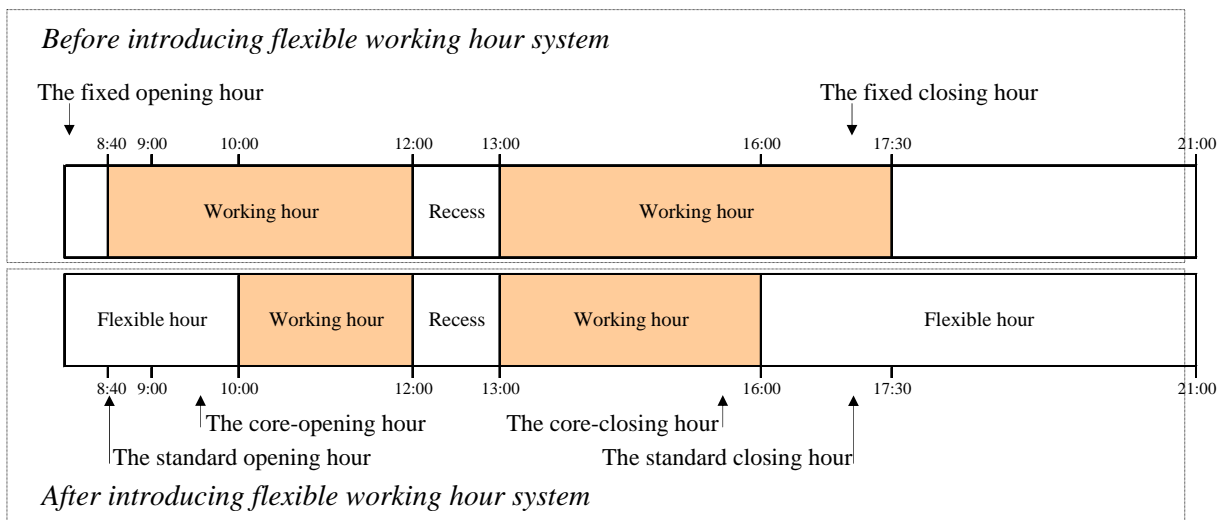 Before introducing flexible working hour system
The fixed opening hour The fixed closing hour
8:40 9:00 10:00 12:00 13:00 16:00 17:30 21:00
Working hour Recess Working hour
Flexible hour Working hour Recess Working hour Flexible hour
8:40 9:00 10:00 12:00 13:00 16:00 17:30 21:00
The core-opening hour The core-closing hour
The standard opening hour The standard closing hour
After introducing flexible working hour system